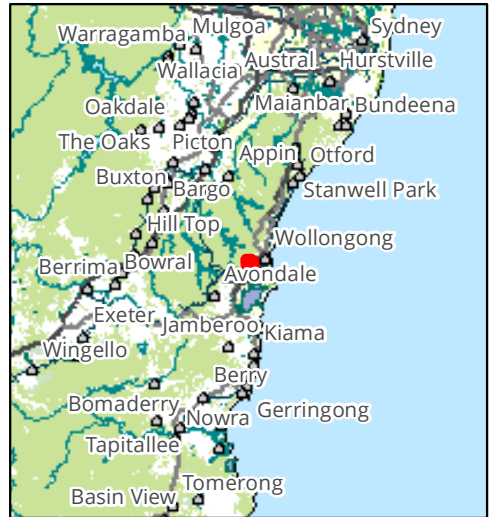 Mulgoa
Sydney
Warragamba
Wallacia
Austral
Hurstville
Oakdale
Maianbar
Bundeena
The Oaks
Picton
Appin
Otford
Buxton
Bargo
Stanwell Park
Hill Top
Wollongong
Berrima
Bowral
Avondale
Exeter
Jamberoo
Kiama
Wingello
Berry
Bomaderry
Nowra
Gerringong
Tapitallee
Tomerong
Basin View